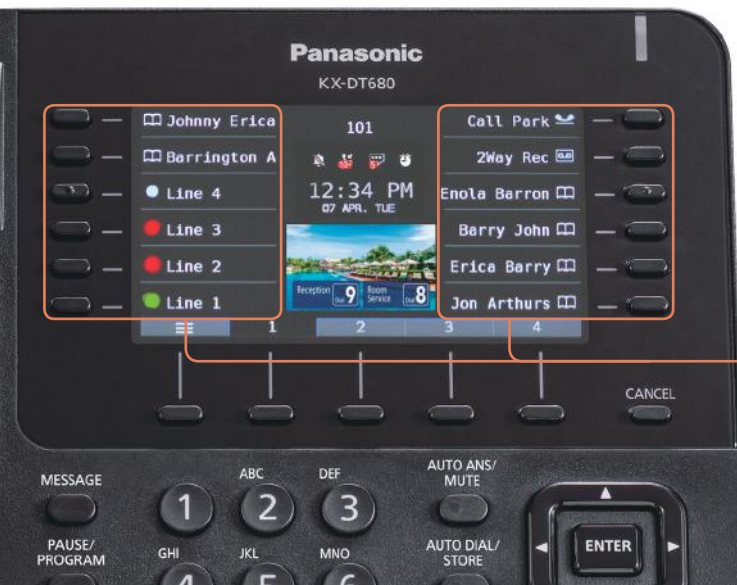 Panasonic
KX-DT680
Johnny Erica
Barrington A
Line 4
Line 3
Line 2
Line 1
101
12:34 PM
07 APR. TUE
Reception Dial 9
Room Service Dial 8
Call Park
2Way Rec
Enola Barron
Barry John
Erica Barry
Jon Arthurs
1 2 3 4
CANCEL
MESSAGE
ABC
DEF
AUTO ANS/
MUTE
1 2 3
PAUSE/
PROGRAM
GHI
JKL
MNO
AUTO DIAL/
STORE
ENTER
4 5 6